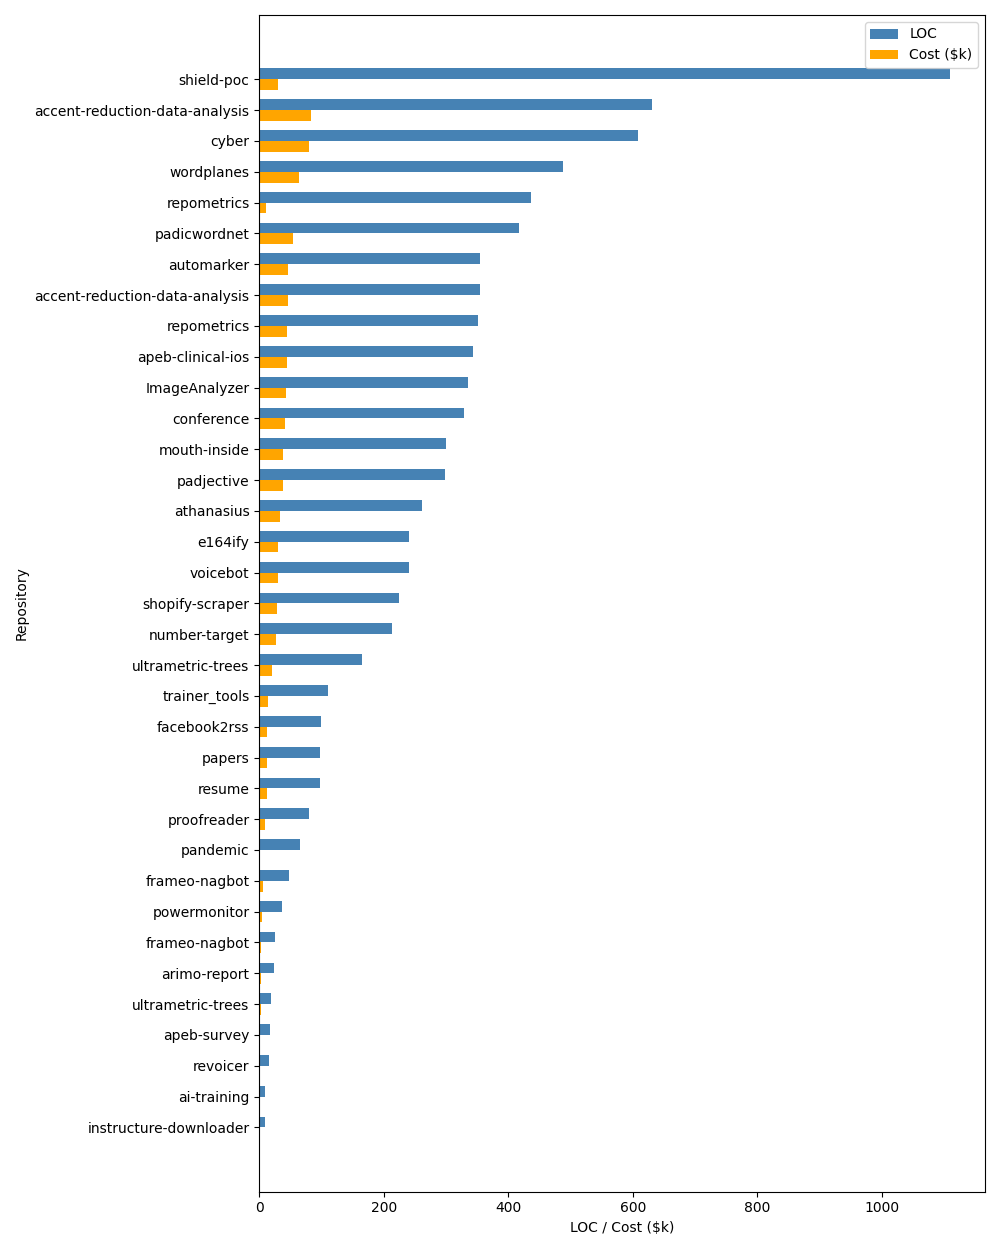 LOC
Cost ($k)
shield-poc
accent-reduction-data-analysis
cyber
wordplanes
repometrics
padicwordnet
automarker
accent-reduction-data-analysis
repometrics
apeb-clinical-ios
ImageAnalyzer
conference
mouth-inside
padjective
athanasius
e164ify
voicebot
shopify-scraper
number-target
ultrametric-trees
trainer_tools
facebook2rss
papers
resume
proofreader
pandemic
frameo-nagbot
powermonitor
frameo-nagbot
arimo-report
ultrametric-trees
apeb-survey
revoicer
ai-training
instructure-downloader
Repository
0 200 400 600 800 1000
LOC / Cost ($k)